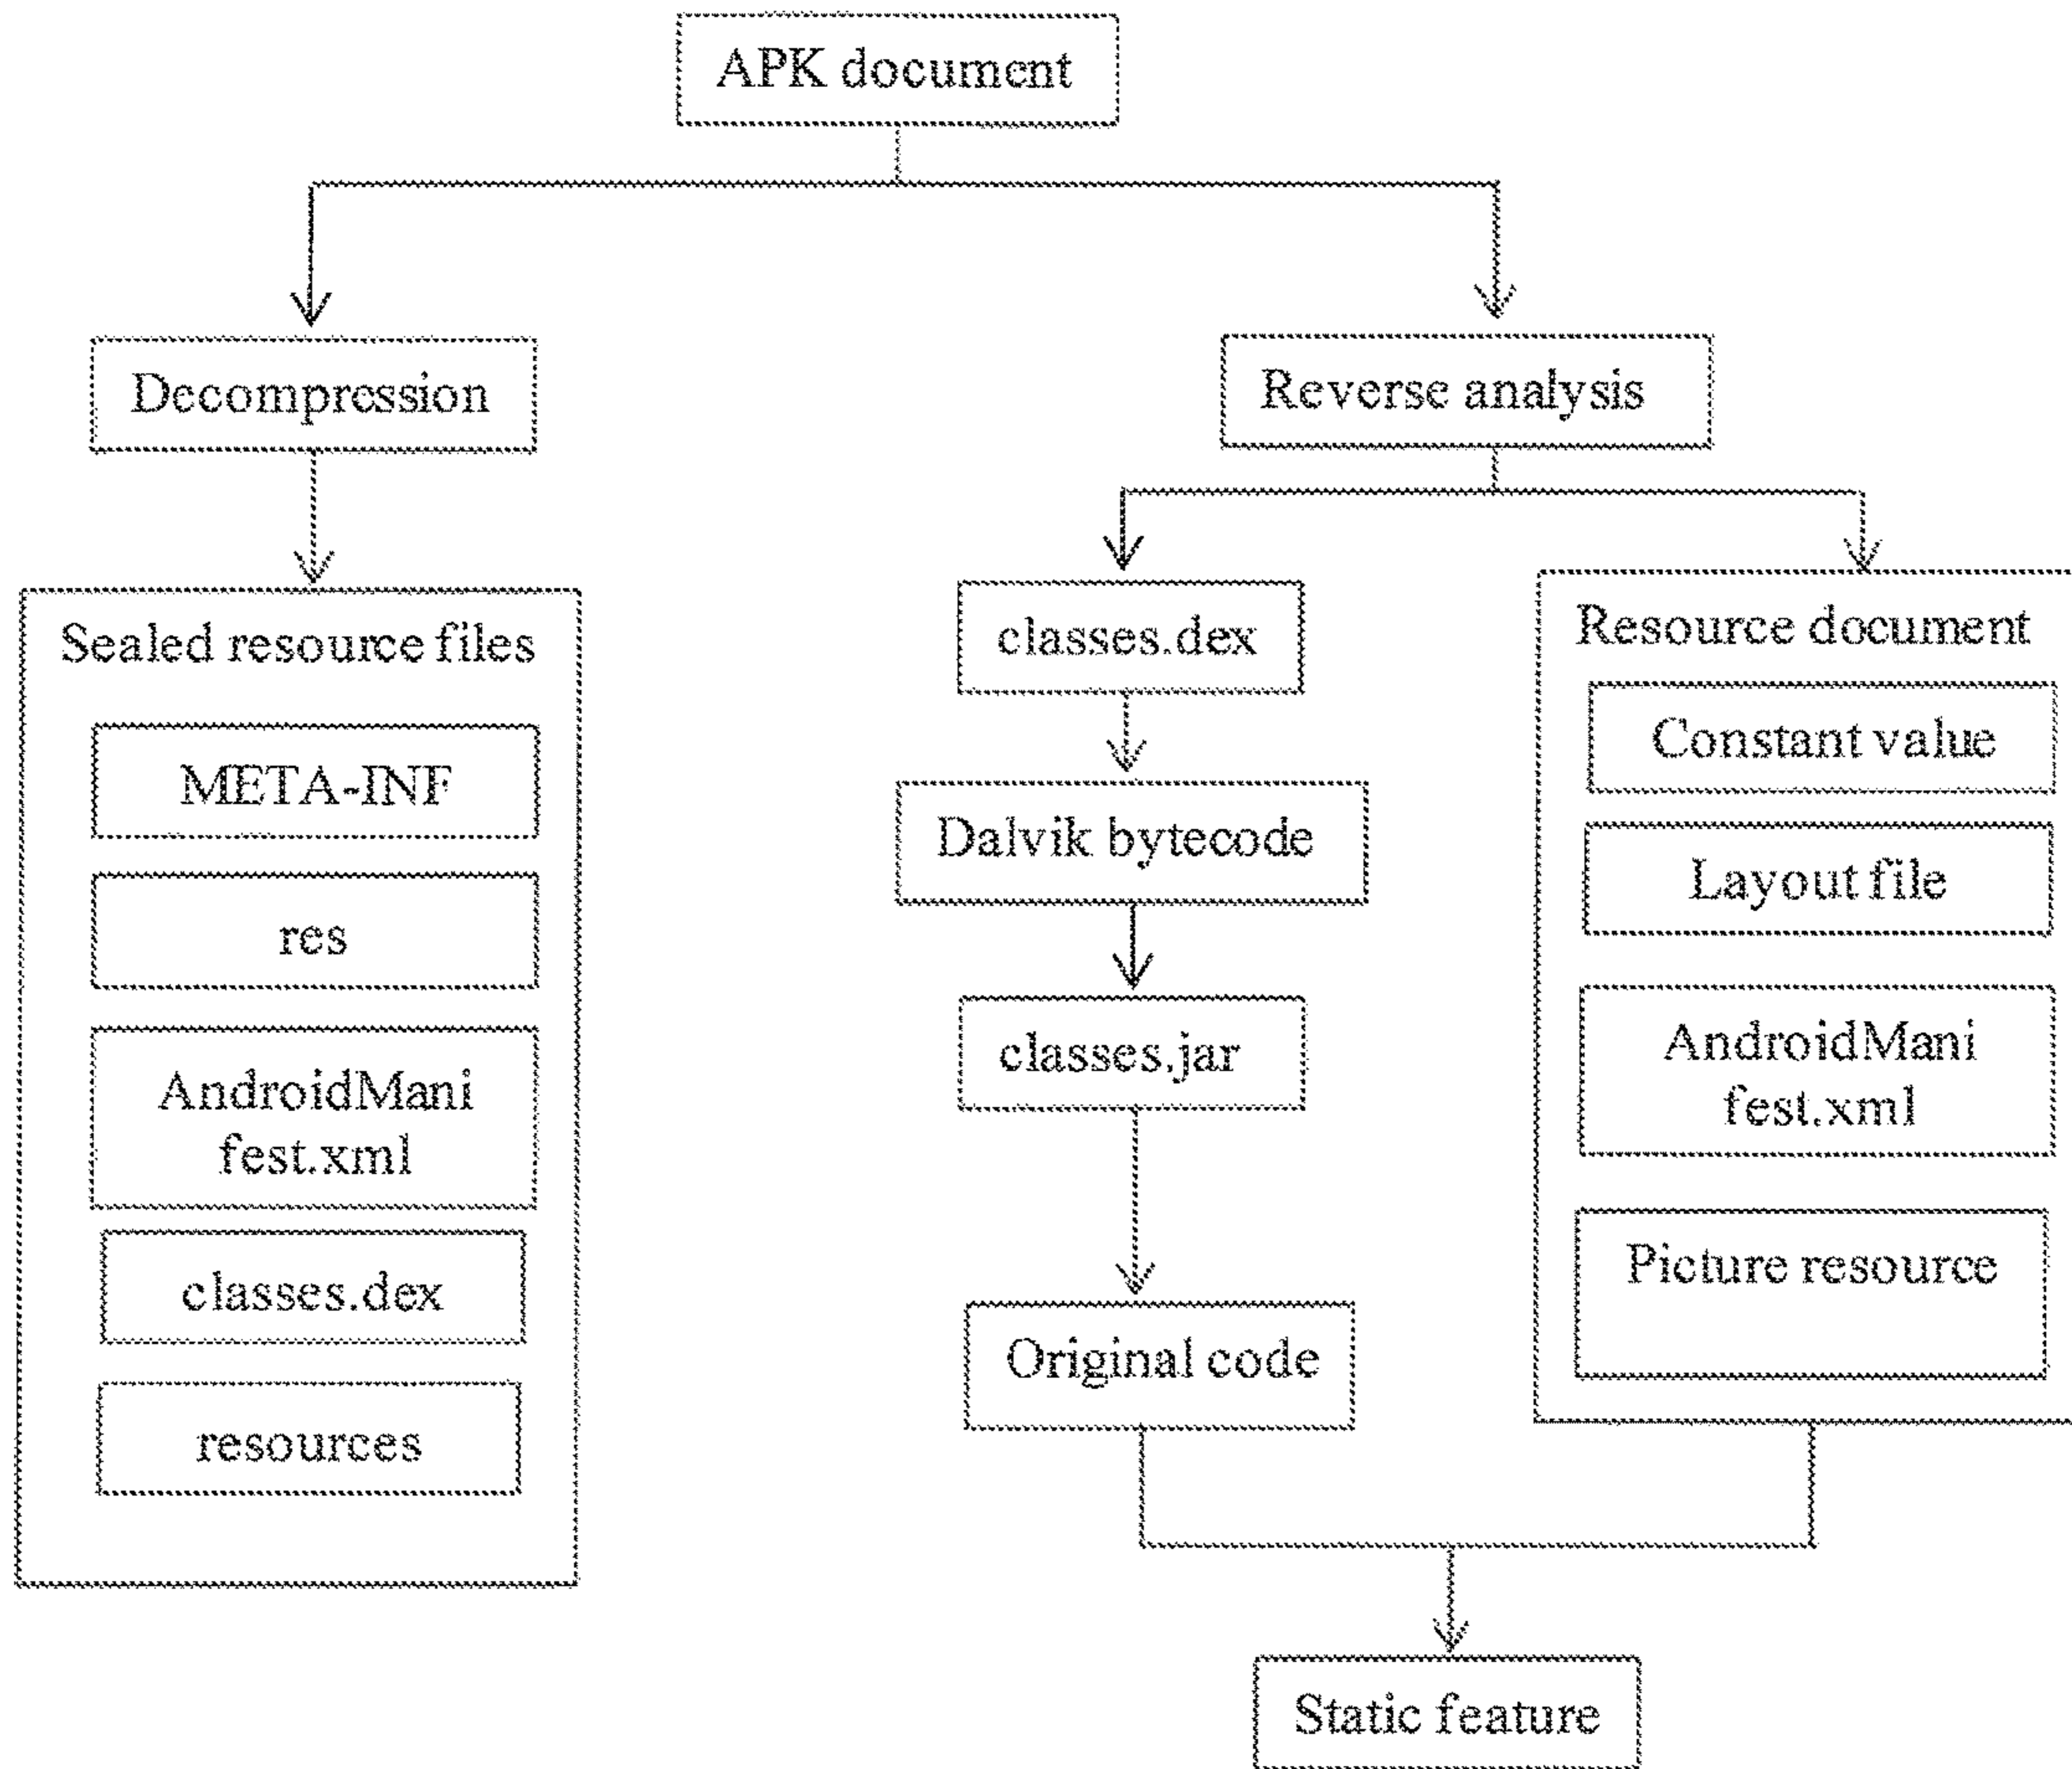 APK document
Decompression
Sealed resource files
META-INF
res
AndroidMani
fest.xml
classes.dex
resources
Reverse analysis
classes.dex
Dalvik bytecode
classes.jar
Original code
Resource document
Constant value
Layout file
AndroidMani
fest.xml
Picture resource
Static feature